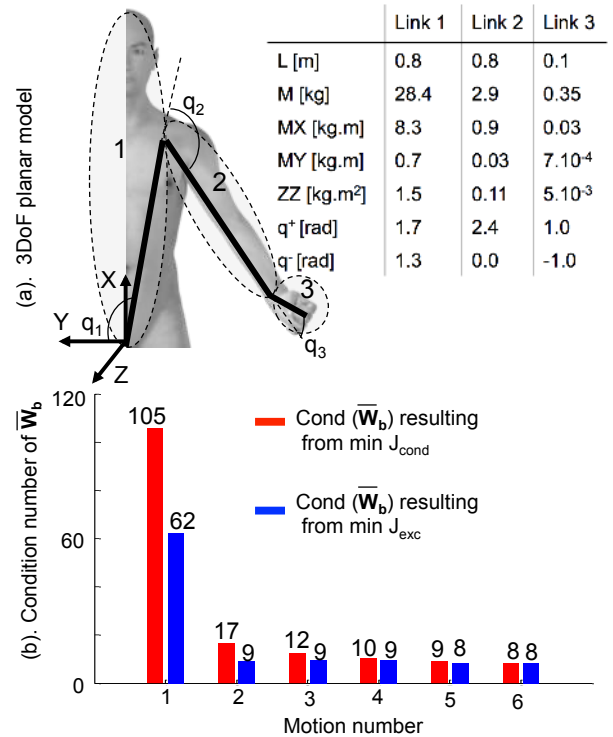 (a). 3DoF planar model
1
2
3
q₂
q₁
q₃
X
Y
Z
Link 1 Link 2 Link 3
L [m] 0.8 0.8 0.1
M [kg] 28.4 2.9 0.35
MX [kg.m] 8.3 0.9 0.03
MY [kg.m] 0.7 0.03 7.10⁻⁴
ZZ [kg.m²] 1.5 0.11 5.10⁻³
q⁺ [rad] 1.7 2.4 1.0
q⁻ [rad] 1.3 0.0 -1.0
(b). Condition number of W̅_b
120
60
0
105
62
17
9
12
9
10
9
9
8
8
8
Cond (W̅_b) resulting
from min J_cond
Cond (W̅_b) resulting
from min J_exc
1 2 3 4 5 6
Motion number